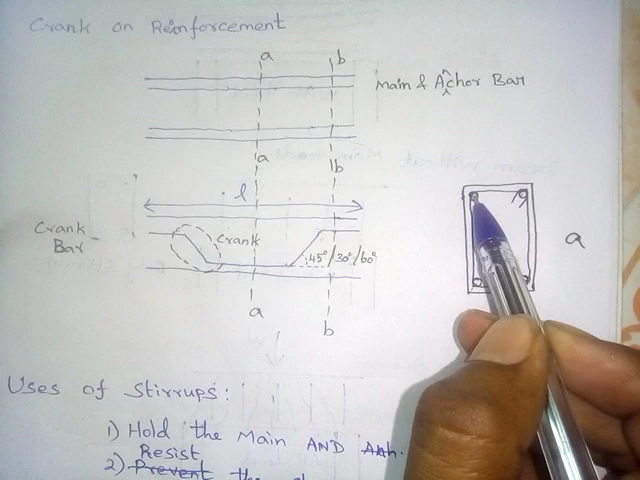 Crank on Reinforcement
a
b
Main & Achor Bar
a
b
l
Crank
Bar
Crank
45°/30°/60°
a
a
b
Uses of Stirrups:
1) Hold the Main AND
Resist
2) Prevent the